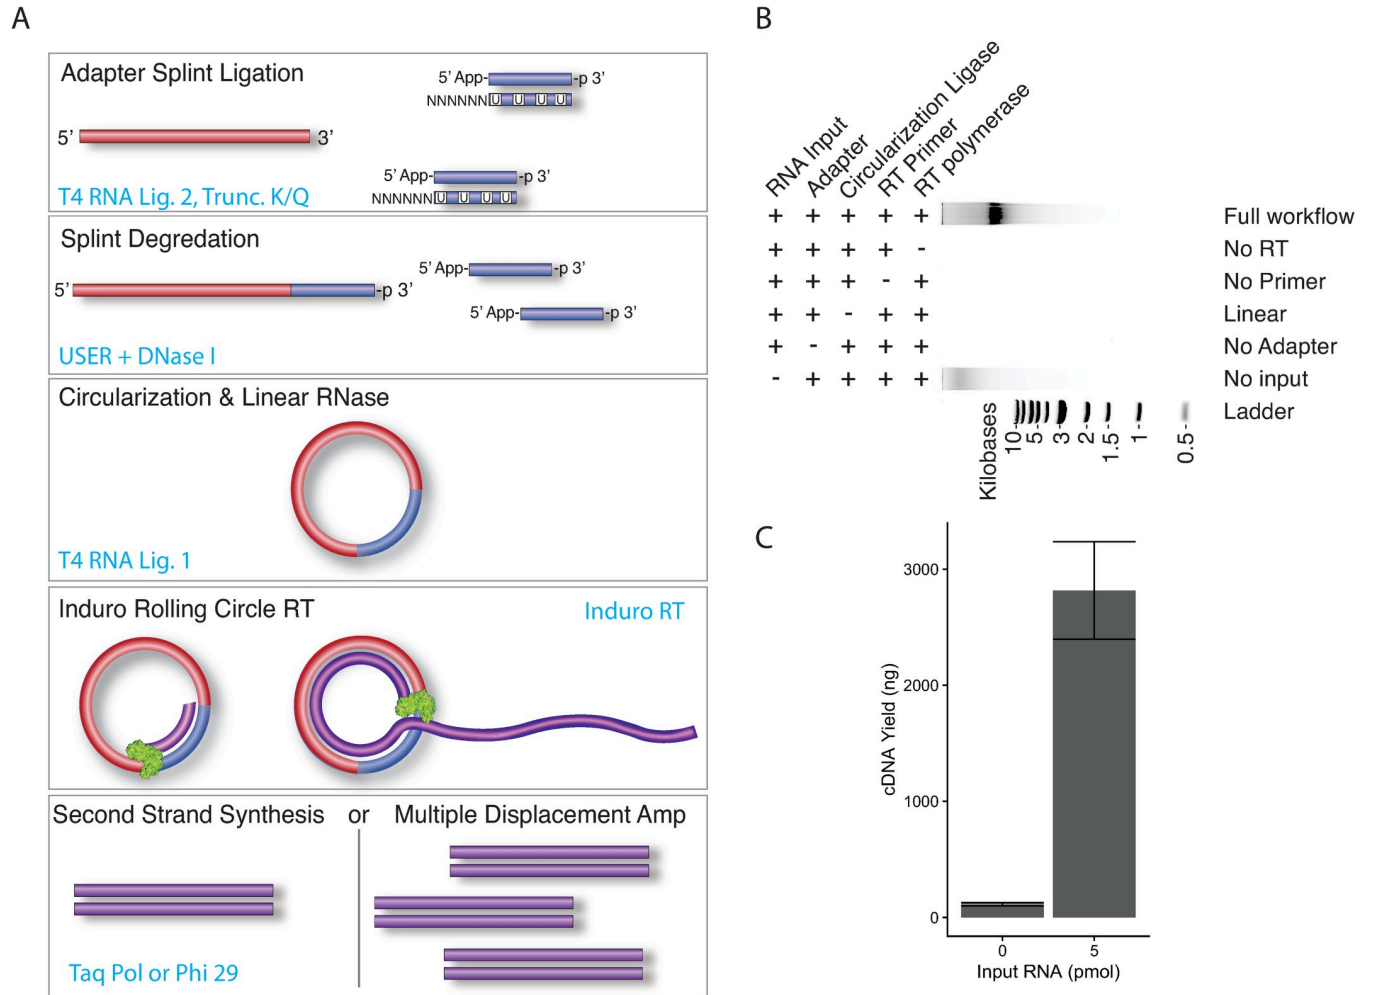 A
Adapter Splint Ligation
5' App-
-p 3'
NNNNNN
U U U U
5'
3'
5' App-
-p 3'
NNNNNN
U U U U
T4 RNA Lig. 2, Trunc. K/Q
Splint Degredation
5' App-
-p 3'
5'
-p 3'
5' App-
-p 3'
USER + DNase I
Circularization & Linear RNase
T4 RNA Lig. 1
Induro Rolling Circle RT
Induro RT
Second Strand Synthesis or Multiple Displacement Amp
Taq Pol or Phi 29
B
RNA Input
Adapter
Circularization Ligase
RT Primer
RT polymerase
+ + + + + Full workflow
+ + + + - No RT
+ + + - + No Primer
+ + - + + Linear
+ - + + + No Adapter
- + + + + No input
Ladder
Kilobases
10-
5-
3-
2-
1.5-
1-
0.5-
C
3000
2000
1000
0
cDNA Yield (ng)
0 5
Input RNA (pmol)